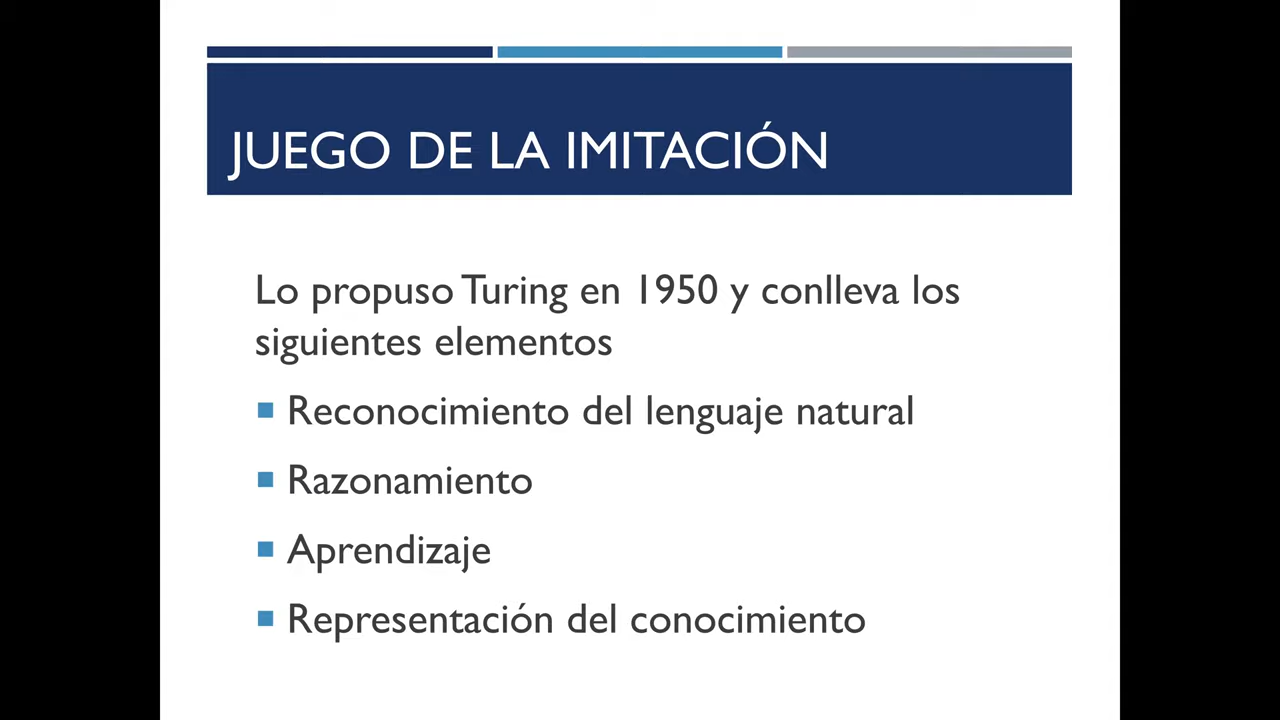 JUEGO DE LA IMITACIÓN
Lo propuso Turing en 1950 y conlleva los
siguientes elementos
Reconocimiento del lenguaje natural
Razonamiento
Aprendizaje
Representación del conocimiento